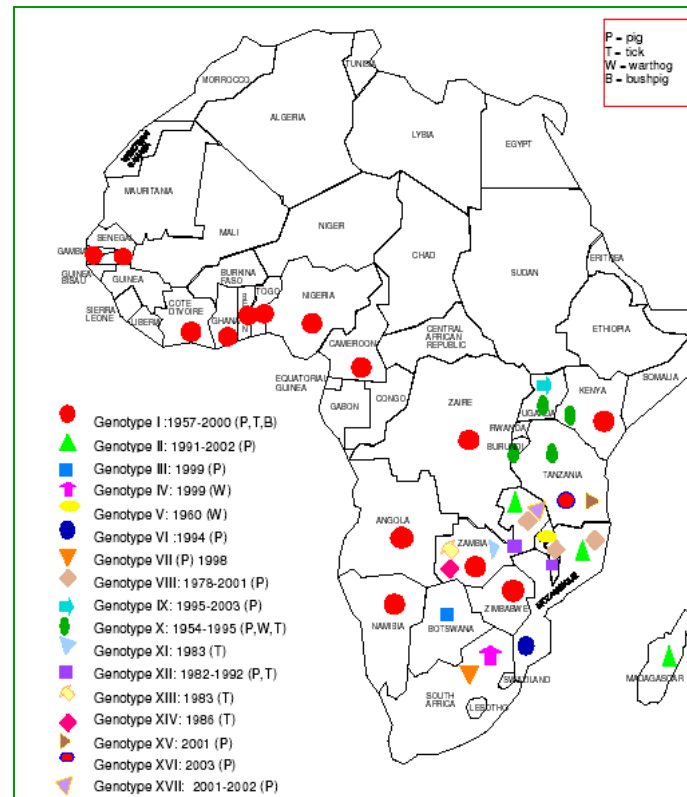 P - pig
T - tick
W - warthog
B - bushpig
TUNISIA
MORROCCO
ALGERIA
LYBIA
EGYPT
MAURITANIA
MALI
NIGER
CHAD
SUDAN
ERITREA
SENEGAL
GAMBIA
GUINEA
BISAU
GUINEA
SIERRA
LEONE
LIBERIA
COTE
D'IVOIRE
BURKINA
FASO
GHANA
BENIN
TOGO
NIGERIA
CAMEROON
CENTRAL
AFRICAN
REPUBLIC
ETHIOPIA
SOMALIA
EQUATORIAL
GUINEA
GABON
CONGO
ZAIRE
UGANDA
KENYA
RWANDA
BURUNDI
TANZANIA
ANGOLA
ZAMBIA
MOZAMBIQUE
ZIMBABWE
NAMIBIA
BOTSWANA
SWAZILAND
SOUTH
AFRICA
LESOTHO
MADAGASCAR
Genotype I :1957-2000 (P,T,B)
Genotype II: 1991-2002 (P)
Genotype III: 1999 (P)
Genotype IV: 1999 (W)
Genotype V: 1960 (W)
Genotype VI :1994 (P)
Genotype VII (P) 1998
Genotype VIII: 1978-2001 (P)
Genotype IX: 1995-2003 (P)
Genotype X: 1954-1995 (P,W,T)
Genotype XI: 1983 (T)
Genotype XII: 1982-1992 (P,T)
Genotype XIII: 1983 (T)
Genotype XIV: 1986 (T)
Genotype XV: 2001 (P)
Genotype XVI: 2003 (P)
Genotype XVII: 2001-2002 (P)